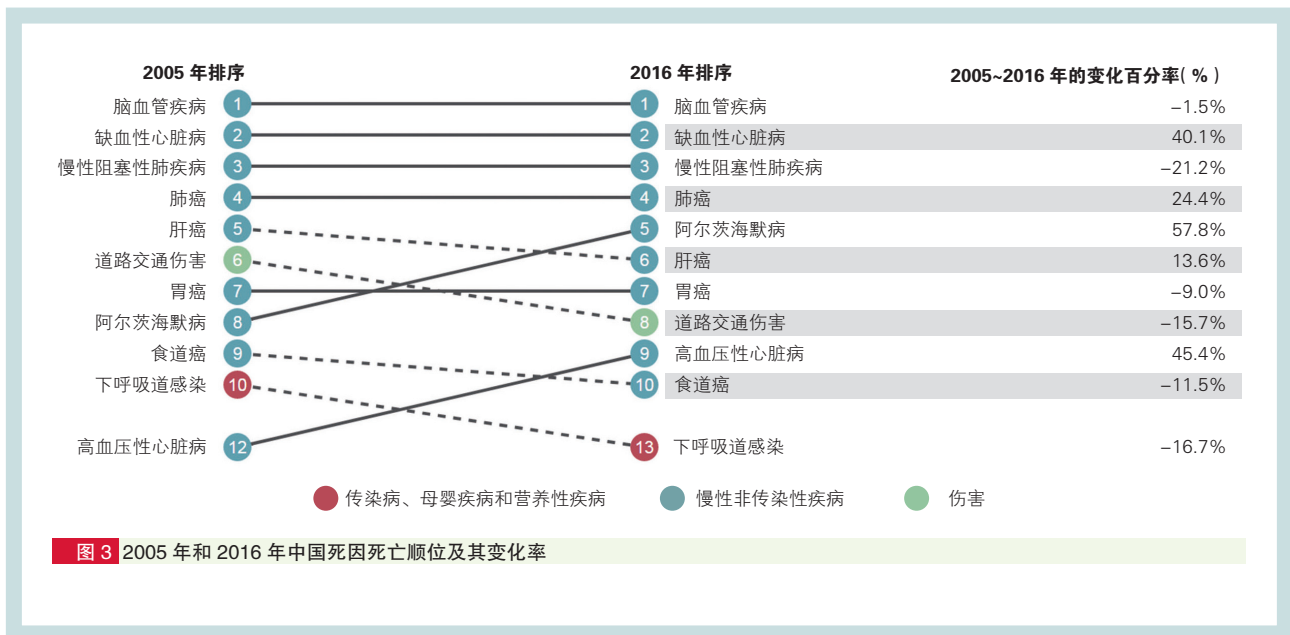 2005 年排序 2016 年排序 2005~2016 年的变化百分率( % )
脑血管疾病 1 1 脑血管疾病 −1.5%
缺血性心脏病 2 2 缺血性心脏病 40.1%
慢性阻塞性肺疾病 3 3 慢性阻塞性肺疾病 −21.2%
肺癌 4 4 肺癌 24.4%
肝癌 5 5 阿尔茨海默病 57.8%
道路交通伤害 6 6 肝癌 13.6%
胃癌 7 7 胃癌 −9.0%
阿尔茨海默病 8 8 道路交通伤害 −15.7%
食道癌 9 9 高血压性心脏病 45.4%
下呼吸道感染 10 10 食道癌 −11.5%
高血压性心脏病 12 13 下呼吸道感染 −16.7%
传染病、母婴疾病和营养性疾病 慢性非传染性疾病 伤害
图 3 2005 年和 2016 年中国死因死亡顺位及其变化率